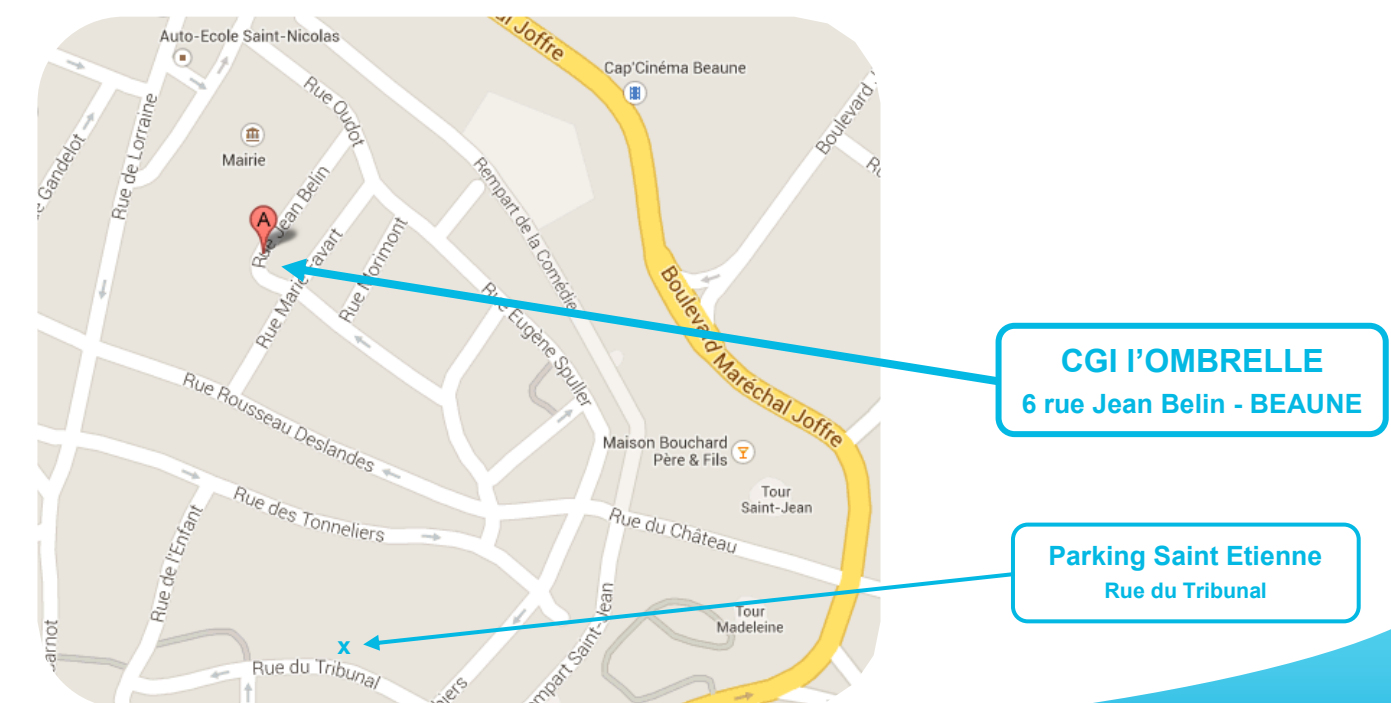 Auto-Ecole Saint-Nicolas
Joffre
Cap'Cinéma Beaune
Boulevard
Rue Oudot
Rue de Lorraine
Gandelot
Mairie
A
Rue Jean Belin
Rempart de la Comédie
Rue Morimont
Boulevard Maréchal Joffre
Rue Eugène Spuller
CGI l'OMBRELLE
6 rue Jean Belin - BEAUNE
Rue Rousseau Deslandes
Maison Bouchard
Père & Fils
Tour
Saint-Jean
Rue des Tonneliers
Rue du Château
Rue de l'Enfant
Parking Saint Etienne
Rue du Tribunal
Tour
Madeleine
x
Rue du Tribunal
Rempart Saint-Jean